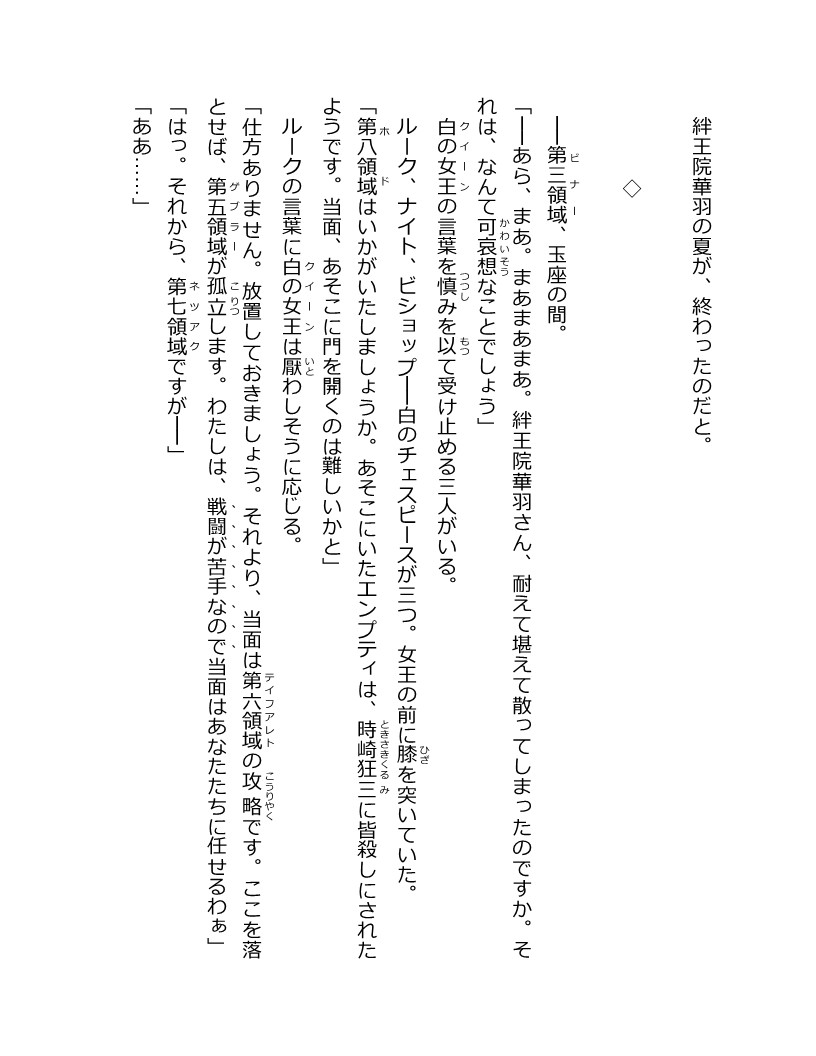 絆王院華羽の夏が、終わったのだと。
◇
――第三領域、玉座の間。
「――あら、まあ。まあまあまあ。絆王院華羽さん、耐えて堪えて散ってしまったのですか。そ
れは、なんて可哀想なことでしょう」
白の女王の言葉を慎みを以て受け止める三人がいる。
ルーク、ナイト、ビショップ――白のチェスピースが三つ。女王の前に膝を突いていた。
「第八領域はいかがいたしましょうか。あそこにいたエンプティは、時崎狂三に皆殺しにされた
ようです。当面、あそこに門を開くのは難しいかと」
ルークの言葉に白の女王は厭わしそうに応じる。
「仕方ありません。放置しておきましょう。それより、当面は第六領域の攻略です。ここを落
とせば、第五領域が孤立します。わたしは、戦闘が苦手なので当面はあなたたちに任せるわぁ」
「はっ。それから、第七領域ですが――」
「ああ……」